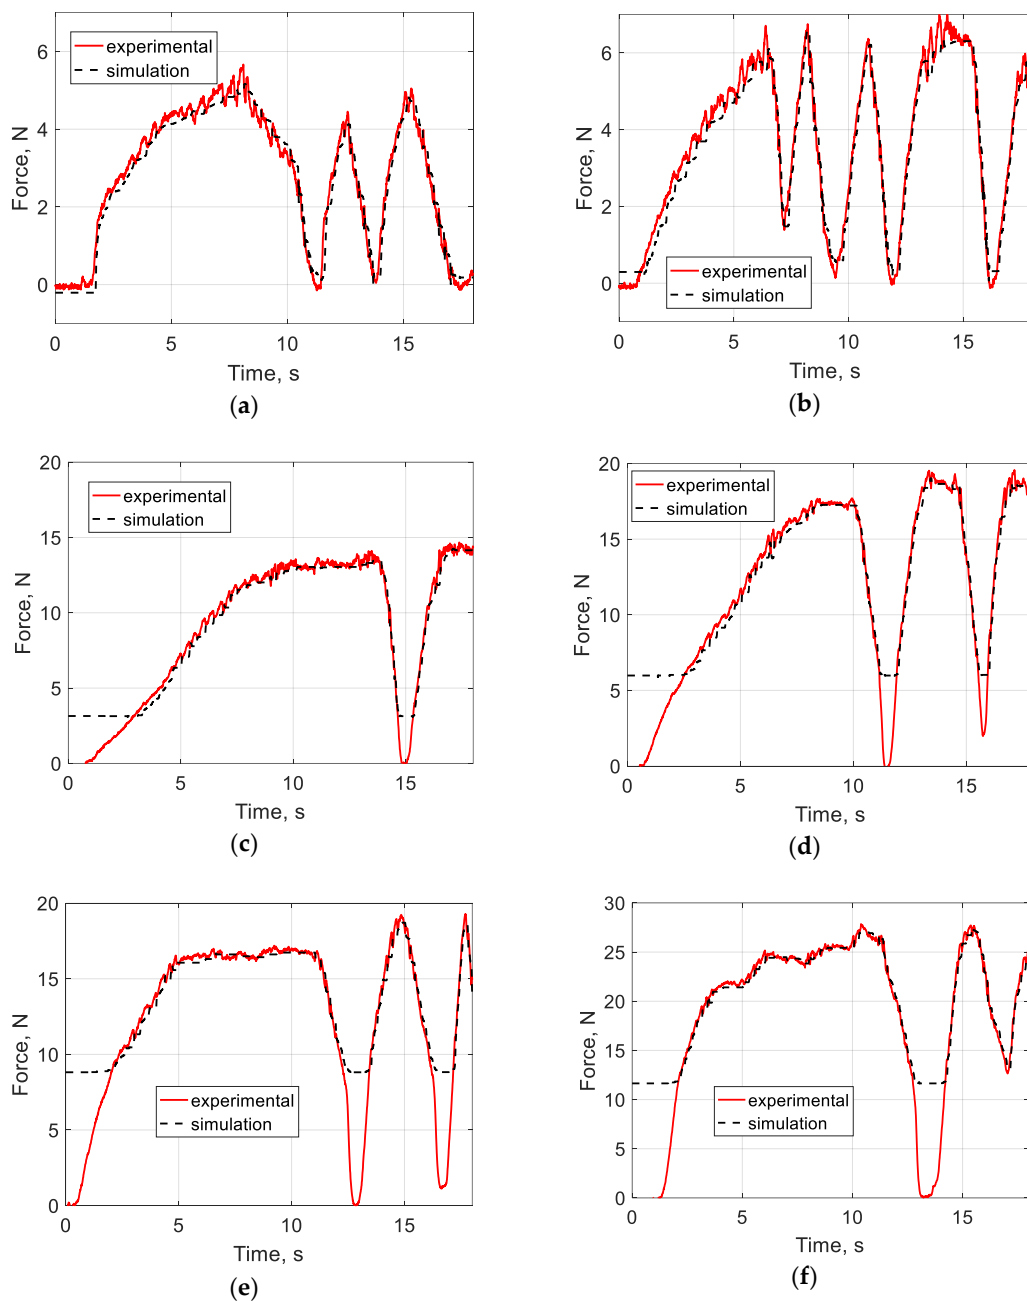 experimental
simulation
Force, N
6
4
2
0
0 5 10 15
Time, s
(a)
experimental
simulation
Force, N
6
4
2
0
0 5 10 15
Time, s
(b)
experimental
simulation
Force, N
20
15
10
5
0
0 5 10 15
Time, s
(c)
experimental
simulation
Force, N
20
15
10
5
0
0 5 10 15
Time, s
(d)
experimental
simulation
Force, N
20
15
10
5
0
0 5 10 15
Time, s
(e)
experimental
simulation
Force, N
30
25
20
15
10
5
0
0 5 10 15
Time, s
(f)